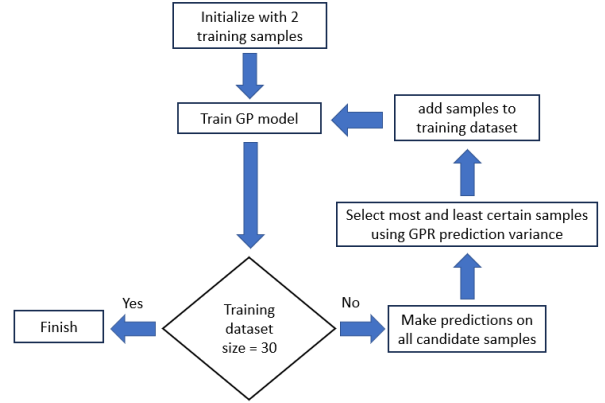 Initialize with 2
training samples
Train GP model
add samples to
training dataset
Select most and least certain samples
using GPR prediction variance
Yes
No
Training
dataset
size = 30
Finish
Make predictions on
all candidate samples